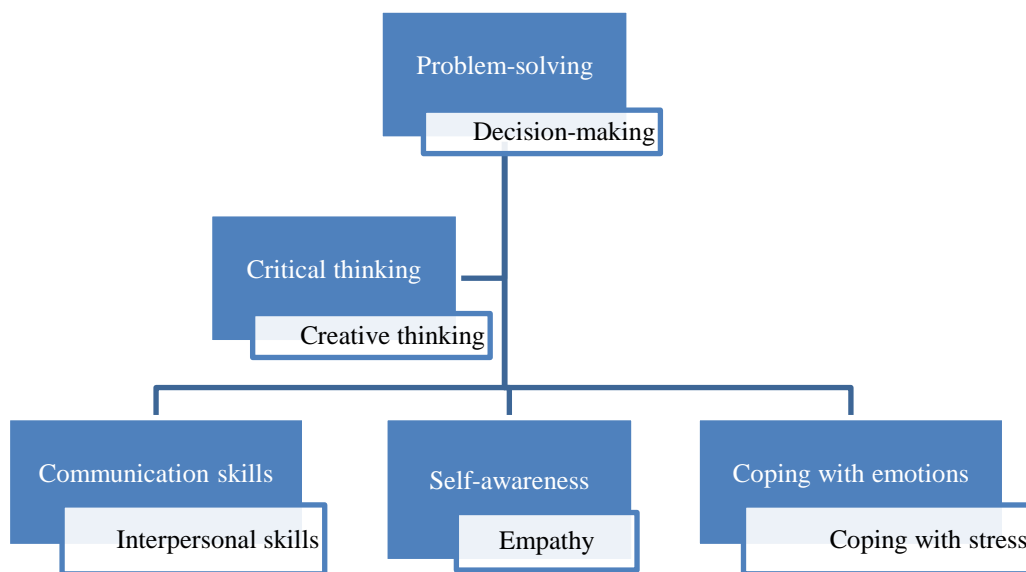 Problem-solving
Decision-making
Critical thinking
Creative thinking
Communication skills
Interpersonal skills
Self-awareness
Empathy
Coping with emotions
Coping with stress